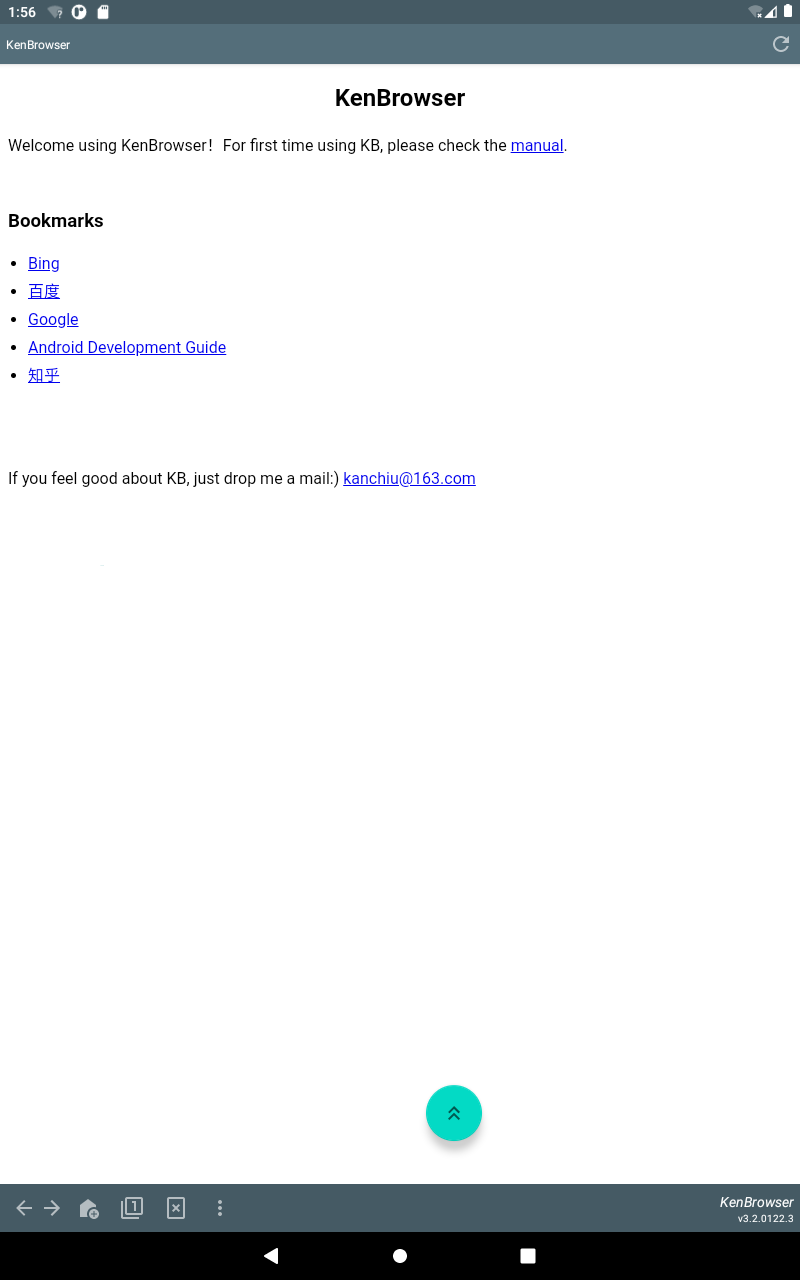 1:56
KenBrowser
KenBrowser
Welcome using KenBrowser！For first time using KB, please check the manual.
Bookmarks
Bing
百度
Google
Android Development Guide
知乎
If you feel good about KB, just drop me a mail:) kanchiu@163.com
1
KenBrowser
v3.2.0122.3